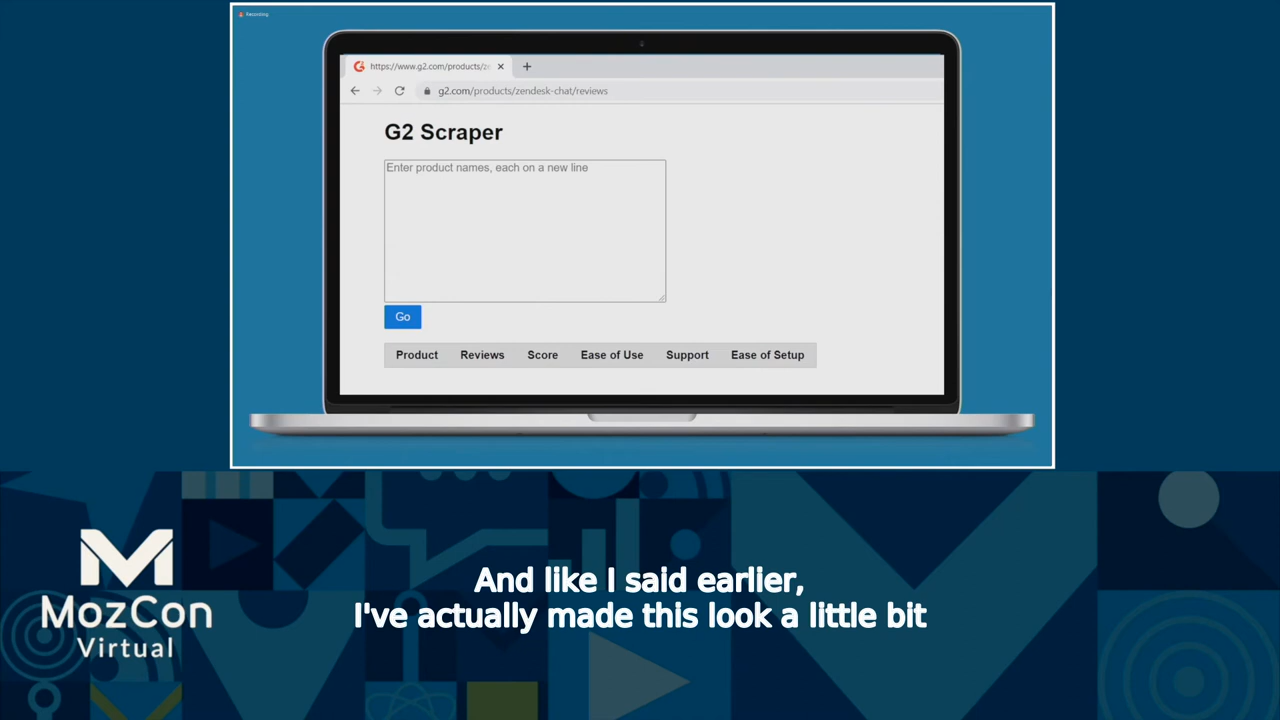 Recording
https://www.g2.com/products/ze
g2.com/products/zendesk-chat/reviews
G2 Scraper
Enter product names, each on a new line
Go
Product Reviews Score Ease of Use Support Ease of Setup
MozCon
Virtual
And like I said earlier,
I've actually made this look a little bit